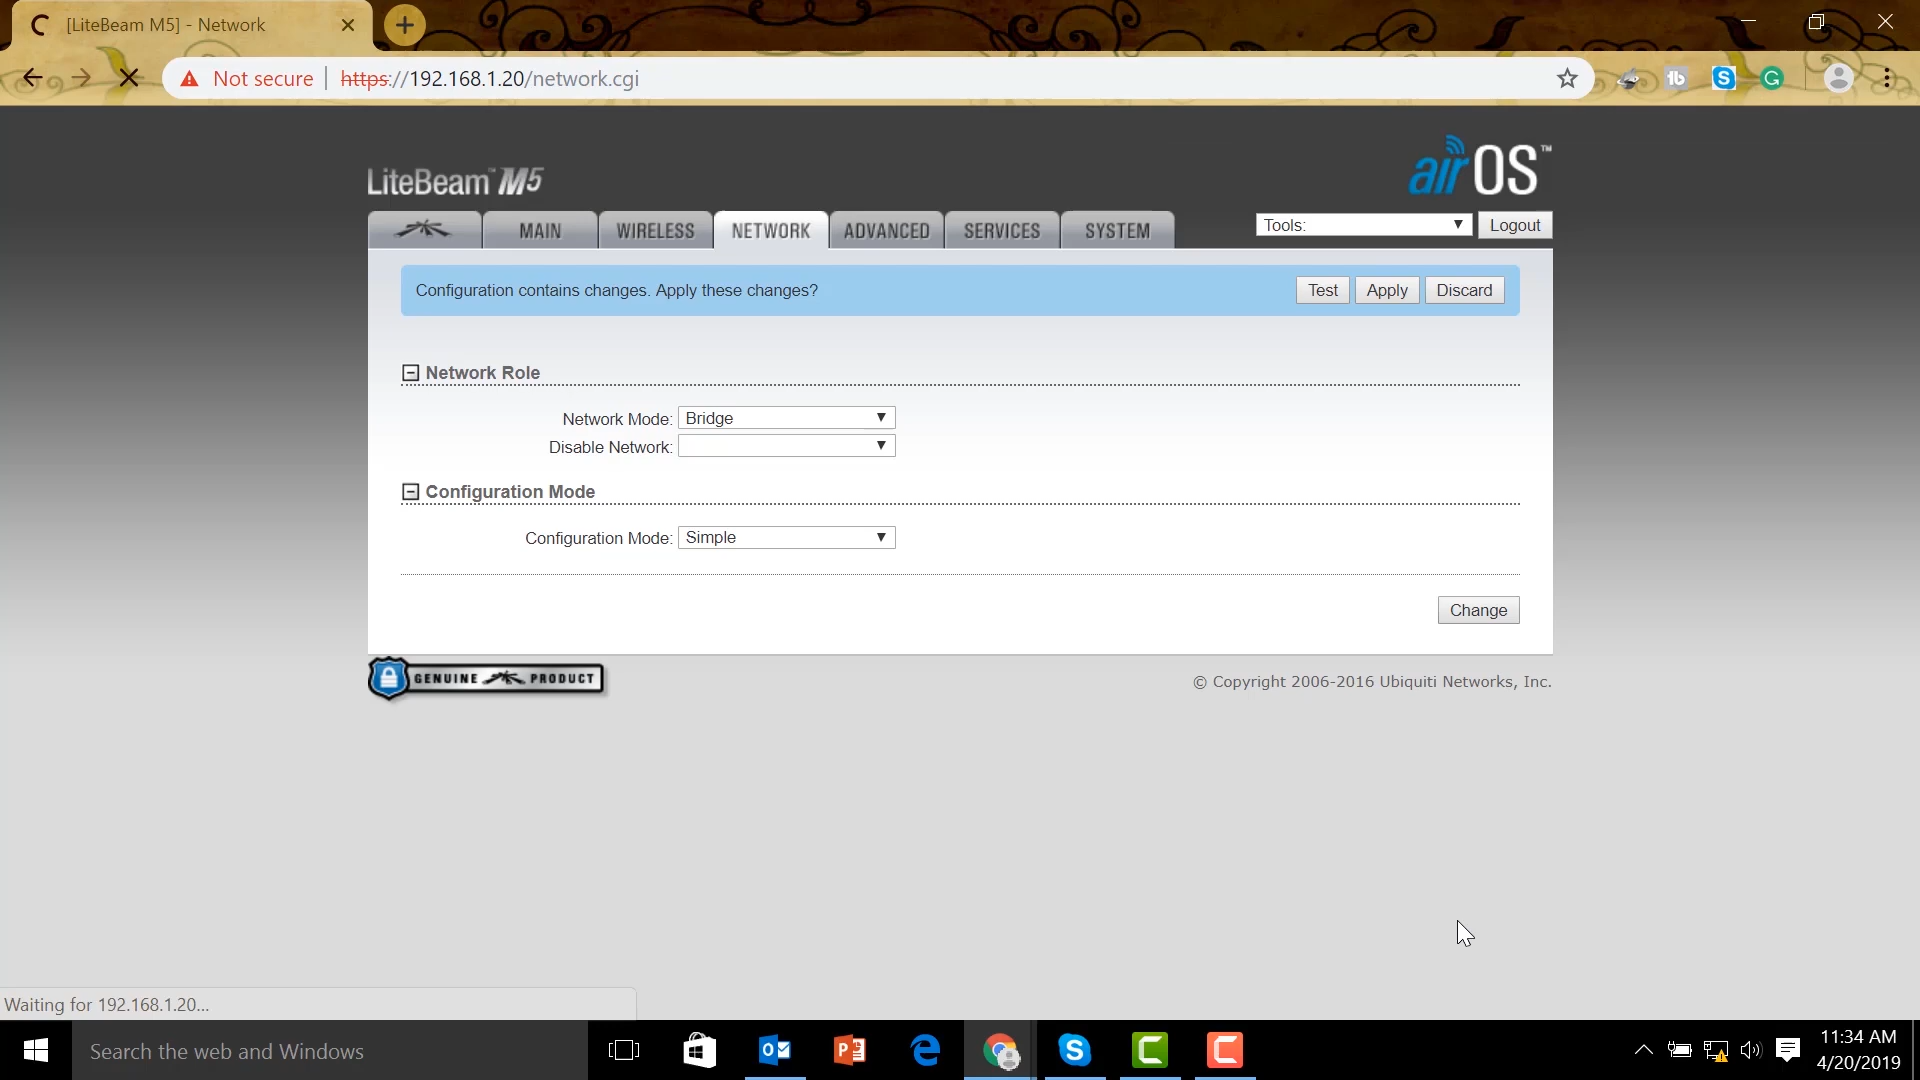 [LiteBeam M5] - Network
Not secure
https://192.168.1.20/network.cgi
LiteBeam™ M5
airOS™
MAIN
WIRELESS
NETWORK
ADVANCED
SERVICES
SYSTEM
Tools:
Logout
Configuration contains changes. Apply these changes?
Test
Apply
Discard
Network Role
Network Mode: Bridge
Disable Network:
Configuration Mode
Configuration Mode: Simple
Change
GENUINE PRODUCT
© Copyright 2006-2016 Ubiquiti Networks, Inc.
Waiting for 192.168.1.20...
Search the web and Windows
11:34 AM
4/20/2019